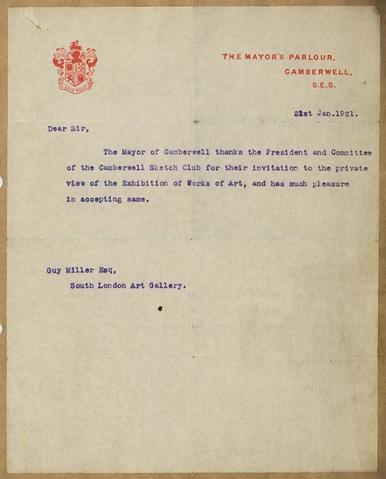 THE MAYOR'S PARLOUR,
CAMBERWELL,
S.E.5.
21st Jan.1921.
Dear Sir,
The Mayor of Camberwell thanks the President and Committee
of the Camberwell Sketch Club for their invitation to the private
view of the Exhibition of Works of Art, and has much pleasure
in accepting same.
Guy Miller Esq,
South London Art Gallery.